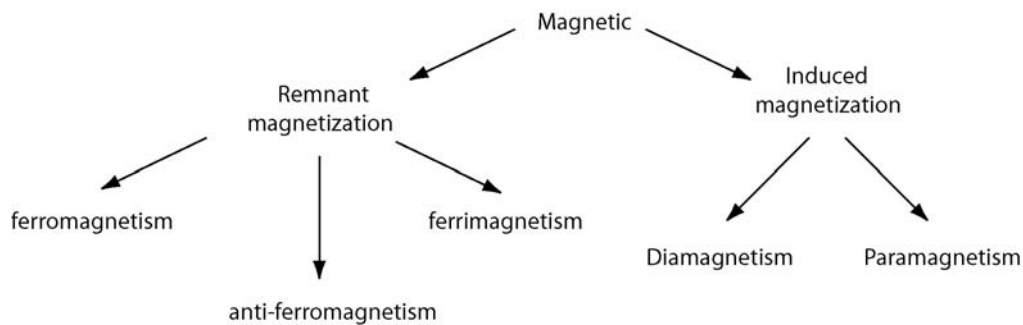 Magnetic
Remnant
magnetization
Induced
magnetization
ferromagnetism
ferrimagnetism
anti-ferromagnetism
Diamagnetism
Paramagnetism